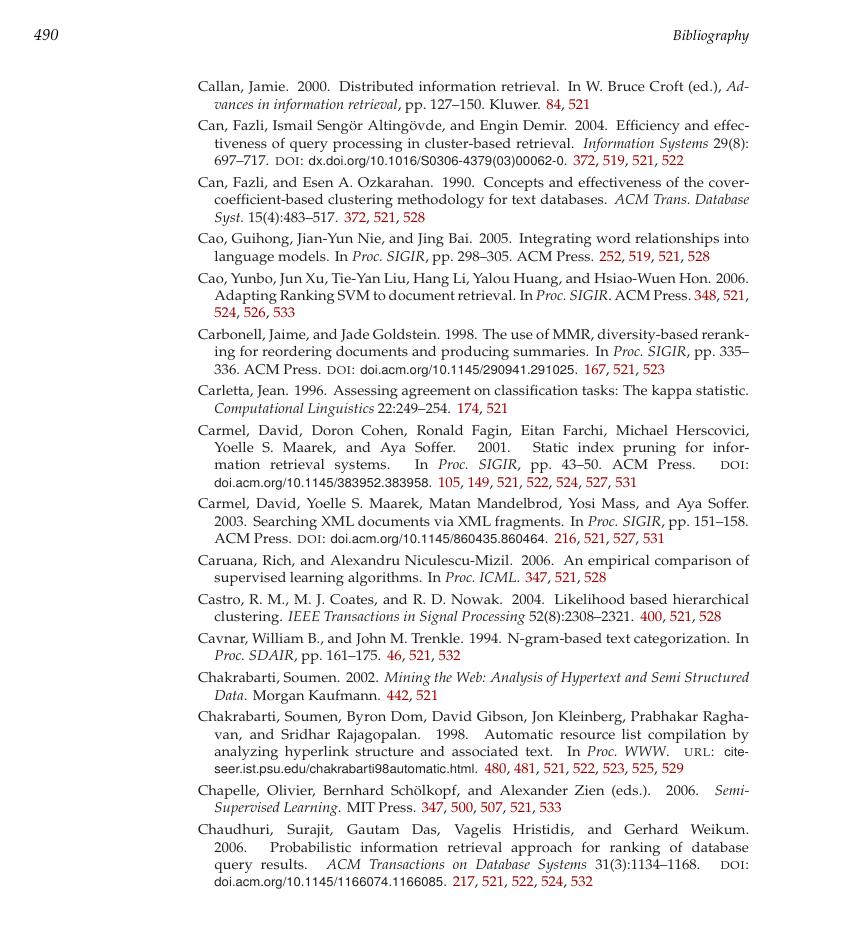 490
Bibliography
Callan, Jamie. 2000. Distributed information retrieval. In W. Bruce Croft (ed.), Ad-
vances in information retrieval, pp. 127–150. Kluwer. 84, 521
Can, Fazli, Ismail Sengör Altingövde, and Engin Demir. 2004. Efficiency and effec-
tiveness of query processing in cluster-based retrieval. Information Systems 29(8):
697–717. DOI: dx.doi.org/10.1016/S0306-4379(03)00062-0. 372, 519, 521, 522
Can, Fazli, and Esen A. Ozkarahan. 1990. Concepts and effectiveness of the cover-
coefficient-based clustering methodology for text databases. ACM Trans. Database
Syst. 15(4):483–517. 372, 521, 528
Cao, Guihong, Jian-Yun Nie, and Jing Bai. 2005. Integrating word relationships into
language models. In Proc. SIGIR, pp. 298–305. ACM Press. 252, 519, 521, 528
Cao, Yunbo, Jun Xu, Tie-Yan Liu, Hang Li, Yalou Huang, and Hsiao-Wuen Hon. 2006.
Adapting Ranking SVM to document retrieval. In Proc. SIGIR. ACM Press. 348, 521,
524, 526, 533
Carbonell, Jaime, and Jade Goldstein. 1998. The use of MMR, diversity-based rerank-
ing for reordering documents and producing summaries. In Proc. SIGIR, pp. 335–
336. ACM Press. DOI: doi.acm.org/10.1145/290941.291025. 167, 521, 523
Carletta, Jean. 1996. Assessing agreement on classification tasks: The kappa statistic.
Computational Linguistics 22:249–254. 174, 521
Carmel, David, Doron Cohen, Ronald Fagin, Eitan Farchi, Michael Herscovici,
Yoelle S. Maarek, and Aya Soffer. 2001. Static index pruning for infor-
mation retrieval systems. In Proc. SIGIR, pp. 43–50. ACM Press. DOI:
doi.acm.org/10.1145/383952.383958. 105, 149, 521, 522, 524, 527, 531
Carmel, David, Yoelle S. Maarek, Matan Mandelbrod, Yosi Mass, and Aya Soffer.
2003. Searching XML documents via XML fragments. In Proc. SIGIR, pp. 151–158.
ACM Press. DOI: doi.acm.org/10.1145/860435.860464. 216, 521, 527, 531
Caruana, Rich, and Alexandru Niculescu-Mizil. 2006. An empirical comparison of
supervised learning algorithms. In Proc. ICML. 347, 521, 528
Castro, R. M., M. J. Coates, and R. D. Nowak. 2004. Likelihood based hierarchical
clustering. IEEE Transactions in Signal Processing 52(8):2308–2321. 400, 521, 528
Cavnar, William B., and John M. Trenkle. 1994. N-gram-based text categorization. In
Proc. SDAIR, pp. 161–175. 46, 521, 532
Chakrabarti, Soumen. 2002. Mining the Web: Analysis of Hypertext and Semi Structured
Data. Morgan Kaufmann. 442, 521
Chakrabarti, Soumen, Byron Dom, David Gibson, Jon Kleinberg, Prabhakar Ragha-
van, and Sridhar Rajagopalan. 1998. Automatic resource list compilation by
analyzing hyperlink structure and associated text. In Proc. WWW. URL: cite-
seer.ist.psu.edu/chakrabarti98automatic.html. 480, 481, 521, 522, 523, 525, 529
Chapelle, Olivier, Bernhard Schölkopf, and Alexander Zien (eds.). 2006. Semi-
Supervised Learning. MIT Press. 347, 500, 507, 521, 533
Chaudhuri, Surajit, Gautam Das, Vagelis Hristidis, and Gerhard Weikum.
2006. Probabilistic information retrieval approach for ranking of database
query results. ACM Transactions on Database Systems 31(3):1134–1168. DOI:
doi.acm.org/10.1145/1166074.1166085. 217, 521, 522, 524, 532